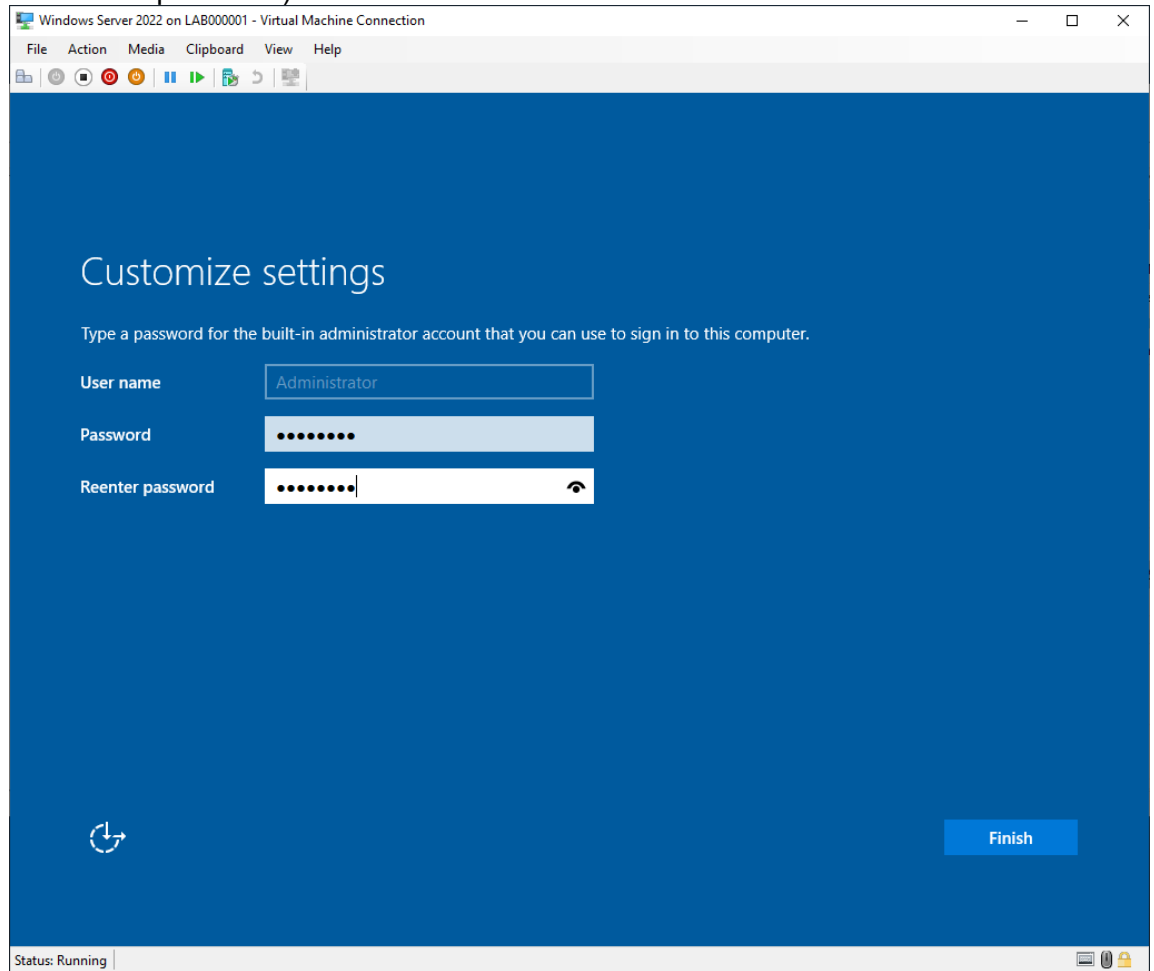 Windows Server 2022 on LAB000001 - Virtual Machine Connection
File Action Media Clipboard View Help
Customize settings
Type a password for the built-in administrator account that you can use to sign in to this computer.
User name Administrator
Password ••••••••
Reenter password ••••••••
Finish
Status: Running